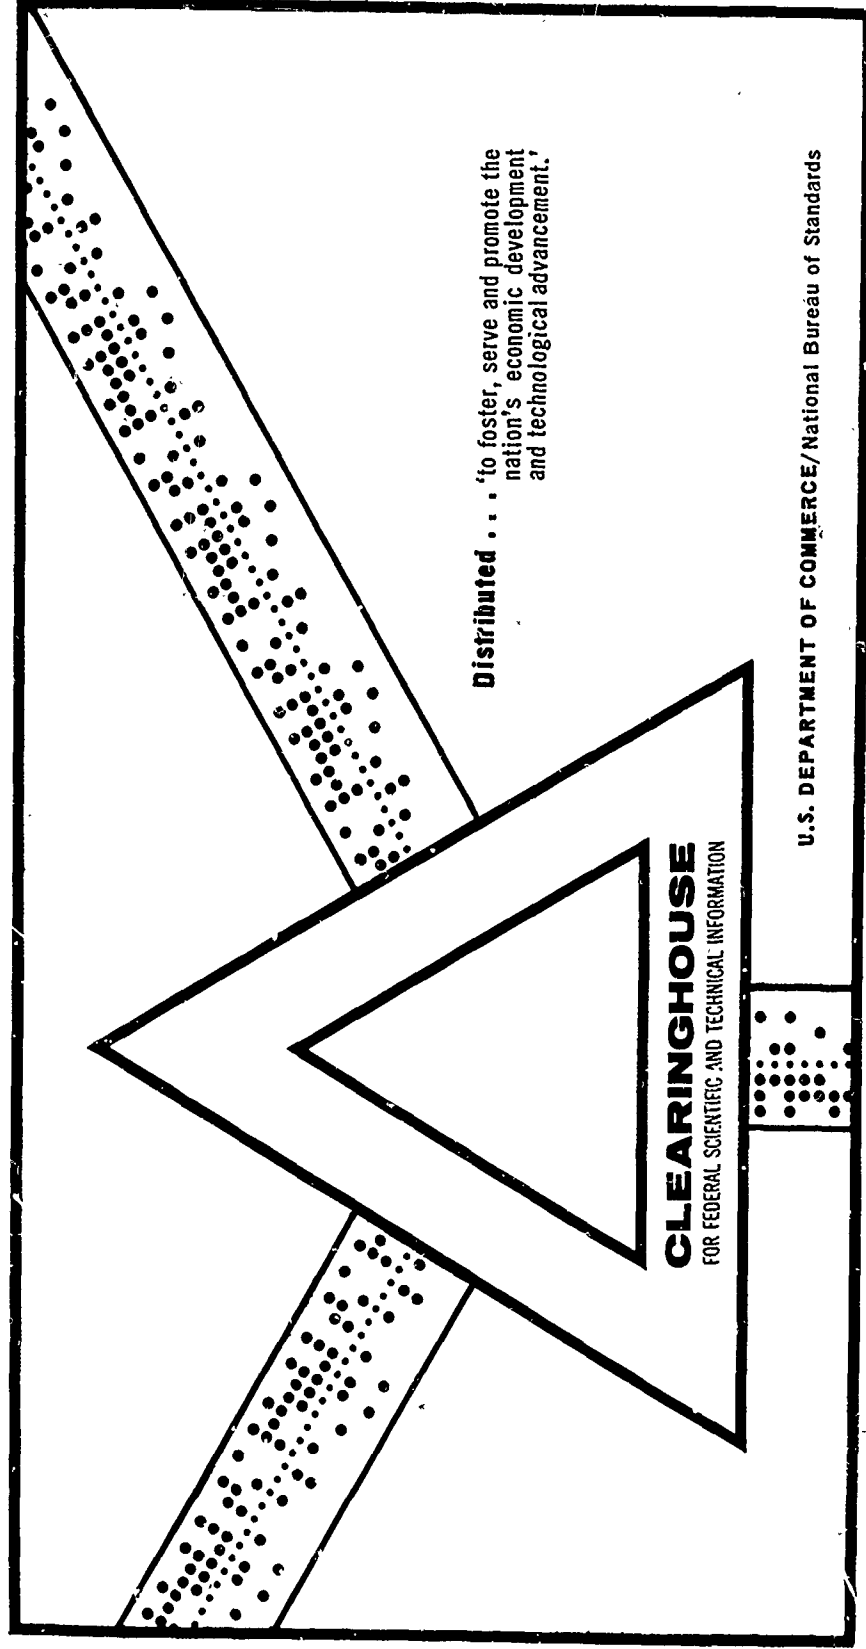 Distributed . . . 'to foster, serve and promote the
nation's economic development
and technological advancement.'
CLEARINGHOUSE
FOR FEDERAL SCIENTIFIC AND TECHNICAL INFORMATION
U.S. DEPARTMENT OF COMMERCE/National Bureau of Standards